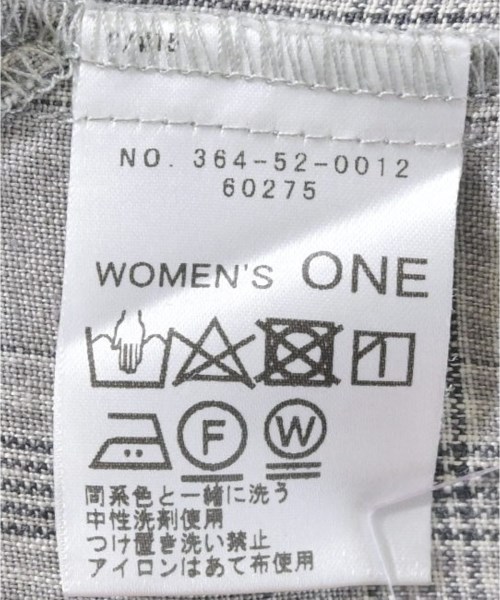 NO. 364-52-0012
60275
WOMEN'S ONE
F W
同系色と一緒に洗う
中性洗剤使用
つけ置き洗い禁止
アイロンはあて布使用